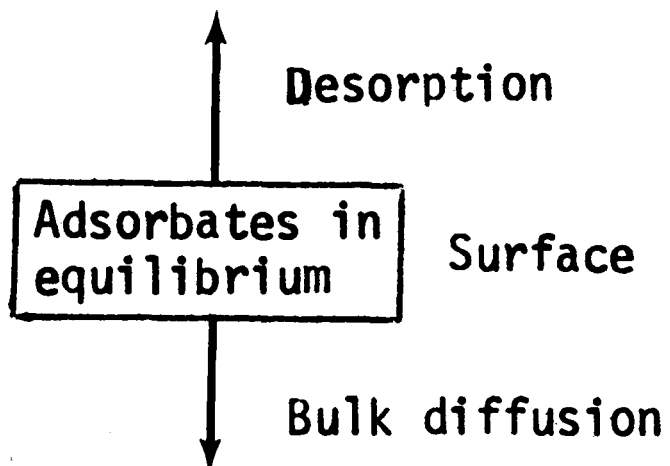 Desorption
Adsorbates in
equilibrium
Surface
Bulk diffusion